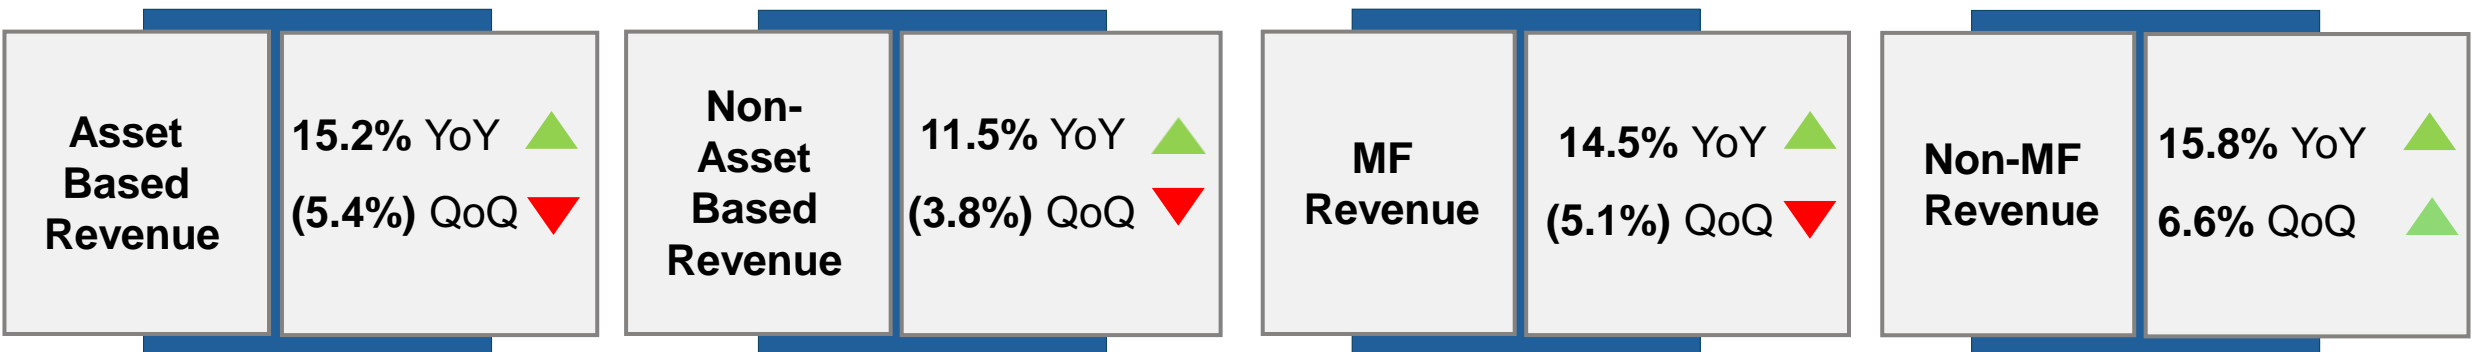 Asset
Based
Revenue
15.2% YoY
(5.4%) QoQ
Non-
Asset
Based
Revenue
11.5% YoY
(3.8%) QoQ
MF
Revenue
14.5% YoY
(5.1%) QoQ
Non-MF
Revenue
15.8% YoY
6.6% QoQ